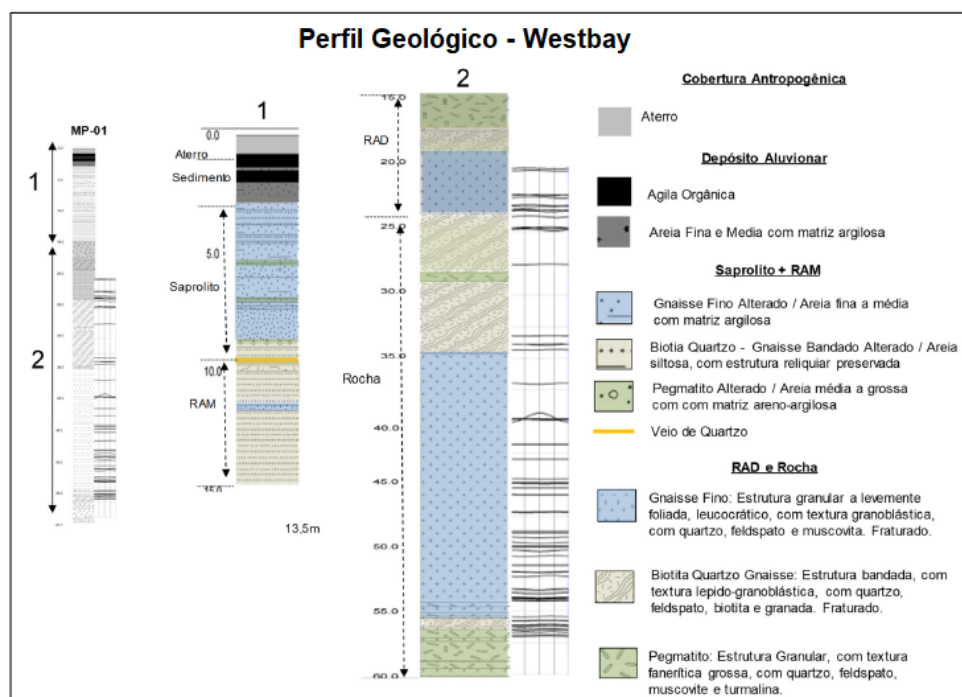 Perfil Geológico - Westbay
MP-01
1
2
1
0.0
Aterro
Sedimento
5.0
Saprolito
10.0
RAM
15.0
13,5m
2
15.0
RAD
20.0
25.0
30.0
35.0
Rocha
40.0
45.0
50.0
55.0
60.0
Cobertura Antropogênica
Aterro
Depósito Aluvionar
Agila Orgânica
Areia Fina e Media com matriz argilosa
Saprolito + RAM
Gnaisse Fino Alterado / Areia fina a média
com matriz argilosa
Biotia Quartzo - Gnaisse Bandado Alterado / Areia
siltosa, com estrutura reliquiar preservada
Pegmatito Alterado / Areia média a grossa
com com matriz areno-argilosa
Veio de Quartzo
RAD e Rocha
Gnaisse Fino: Estrutura granular a levemente
foliada, leucocrático, com textura granoblástica,
com quartzo, feldspato e muscovita. Fraturado.
Biotita Quartzo Gnaisse: Estrutura bandada, com
textura lepido-granoblástica, com quartzo,
feldspato, biotita e granada. Fraturado.
Pegmatito: Estrutura Granular, com textura
fanerítica grossa, com quartzo, feldspato,
muscovite e turmalina.